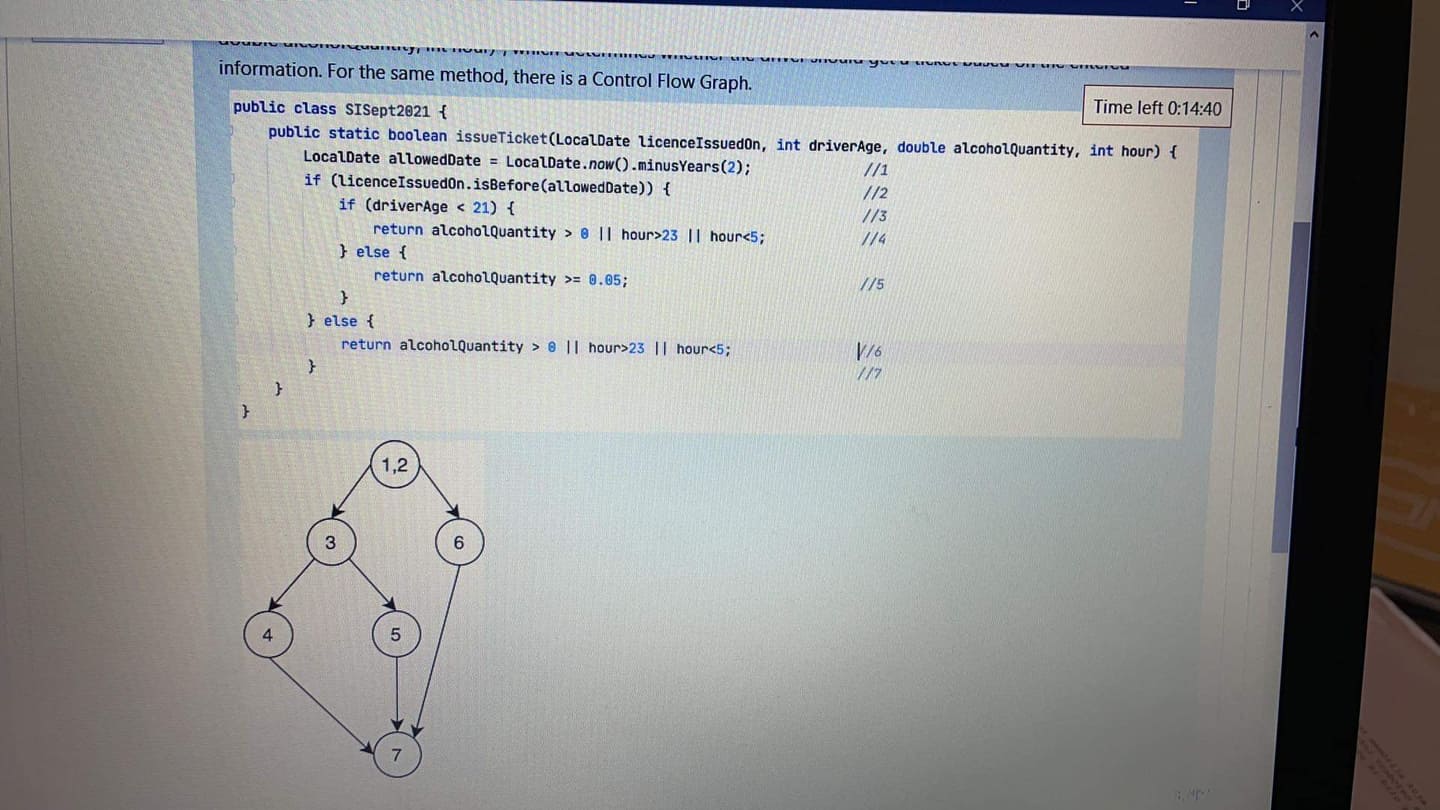 double alcoholQuantity, int hour) , which determines whether the driver should get a ticket based on the entered
information. For the same method, there is a Control Flow Graph.
Time left 0:14:40
public class SISept2021 {
public static boolean issueTicket(LocalDate licenceIssuedOn, int driverAge, double alcoholQuantity, int hour) {
LocalDate allowedDate = LocalDate.now().minusYears(2); //1
if (licenceIssuedOn.isBefore(allowedDate)) { //2
if (driverAge < 21) { //3
return alcoholQuantity > 0 || hour>23 || hour<5; //4
} else {
return alcoholQuantity >= 0.05; //5
}
} else {
return alcoholQuantity > 0 || hour>23 || hour<5; //6
} //7
}
}
1,2
3 6
4 5
7